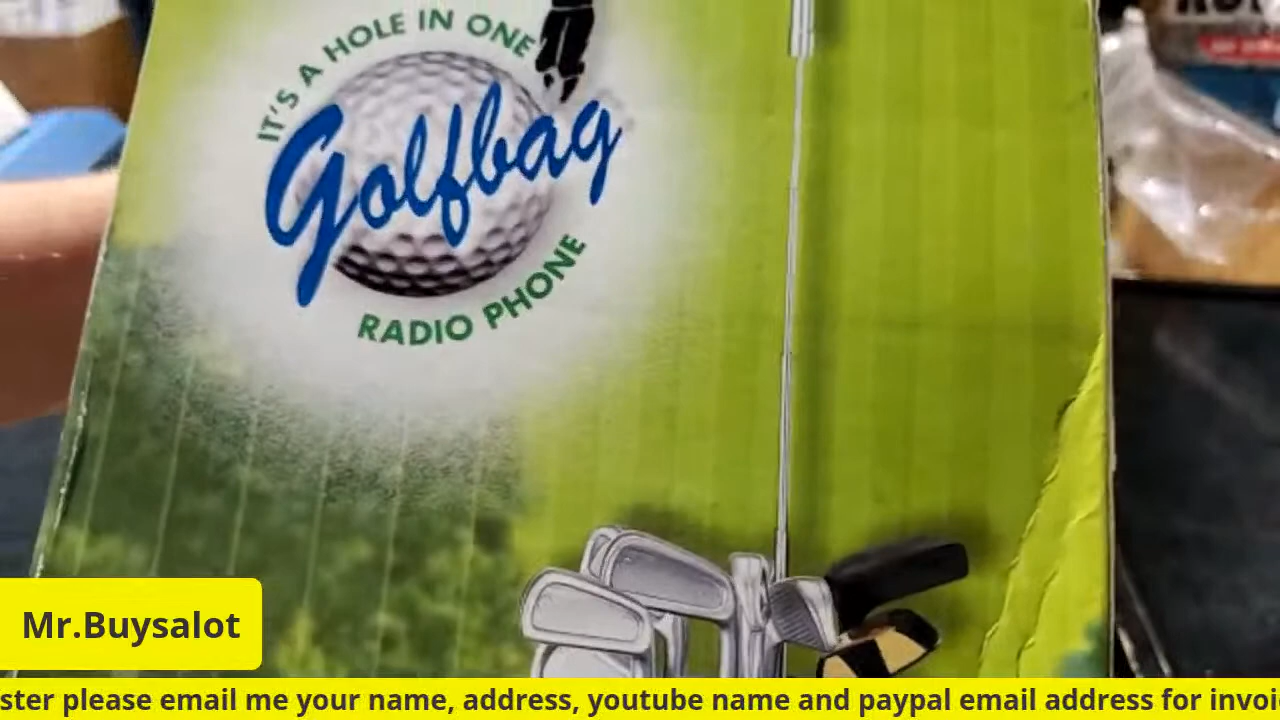 IT'S A HOLE IN ONE
Golfbag
RADIO PHONE
Mr.Buysalot
ster please email me your name, address, youtube name and paypal email address for invoi